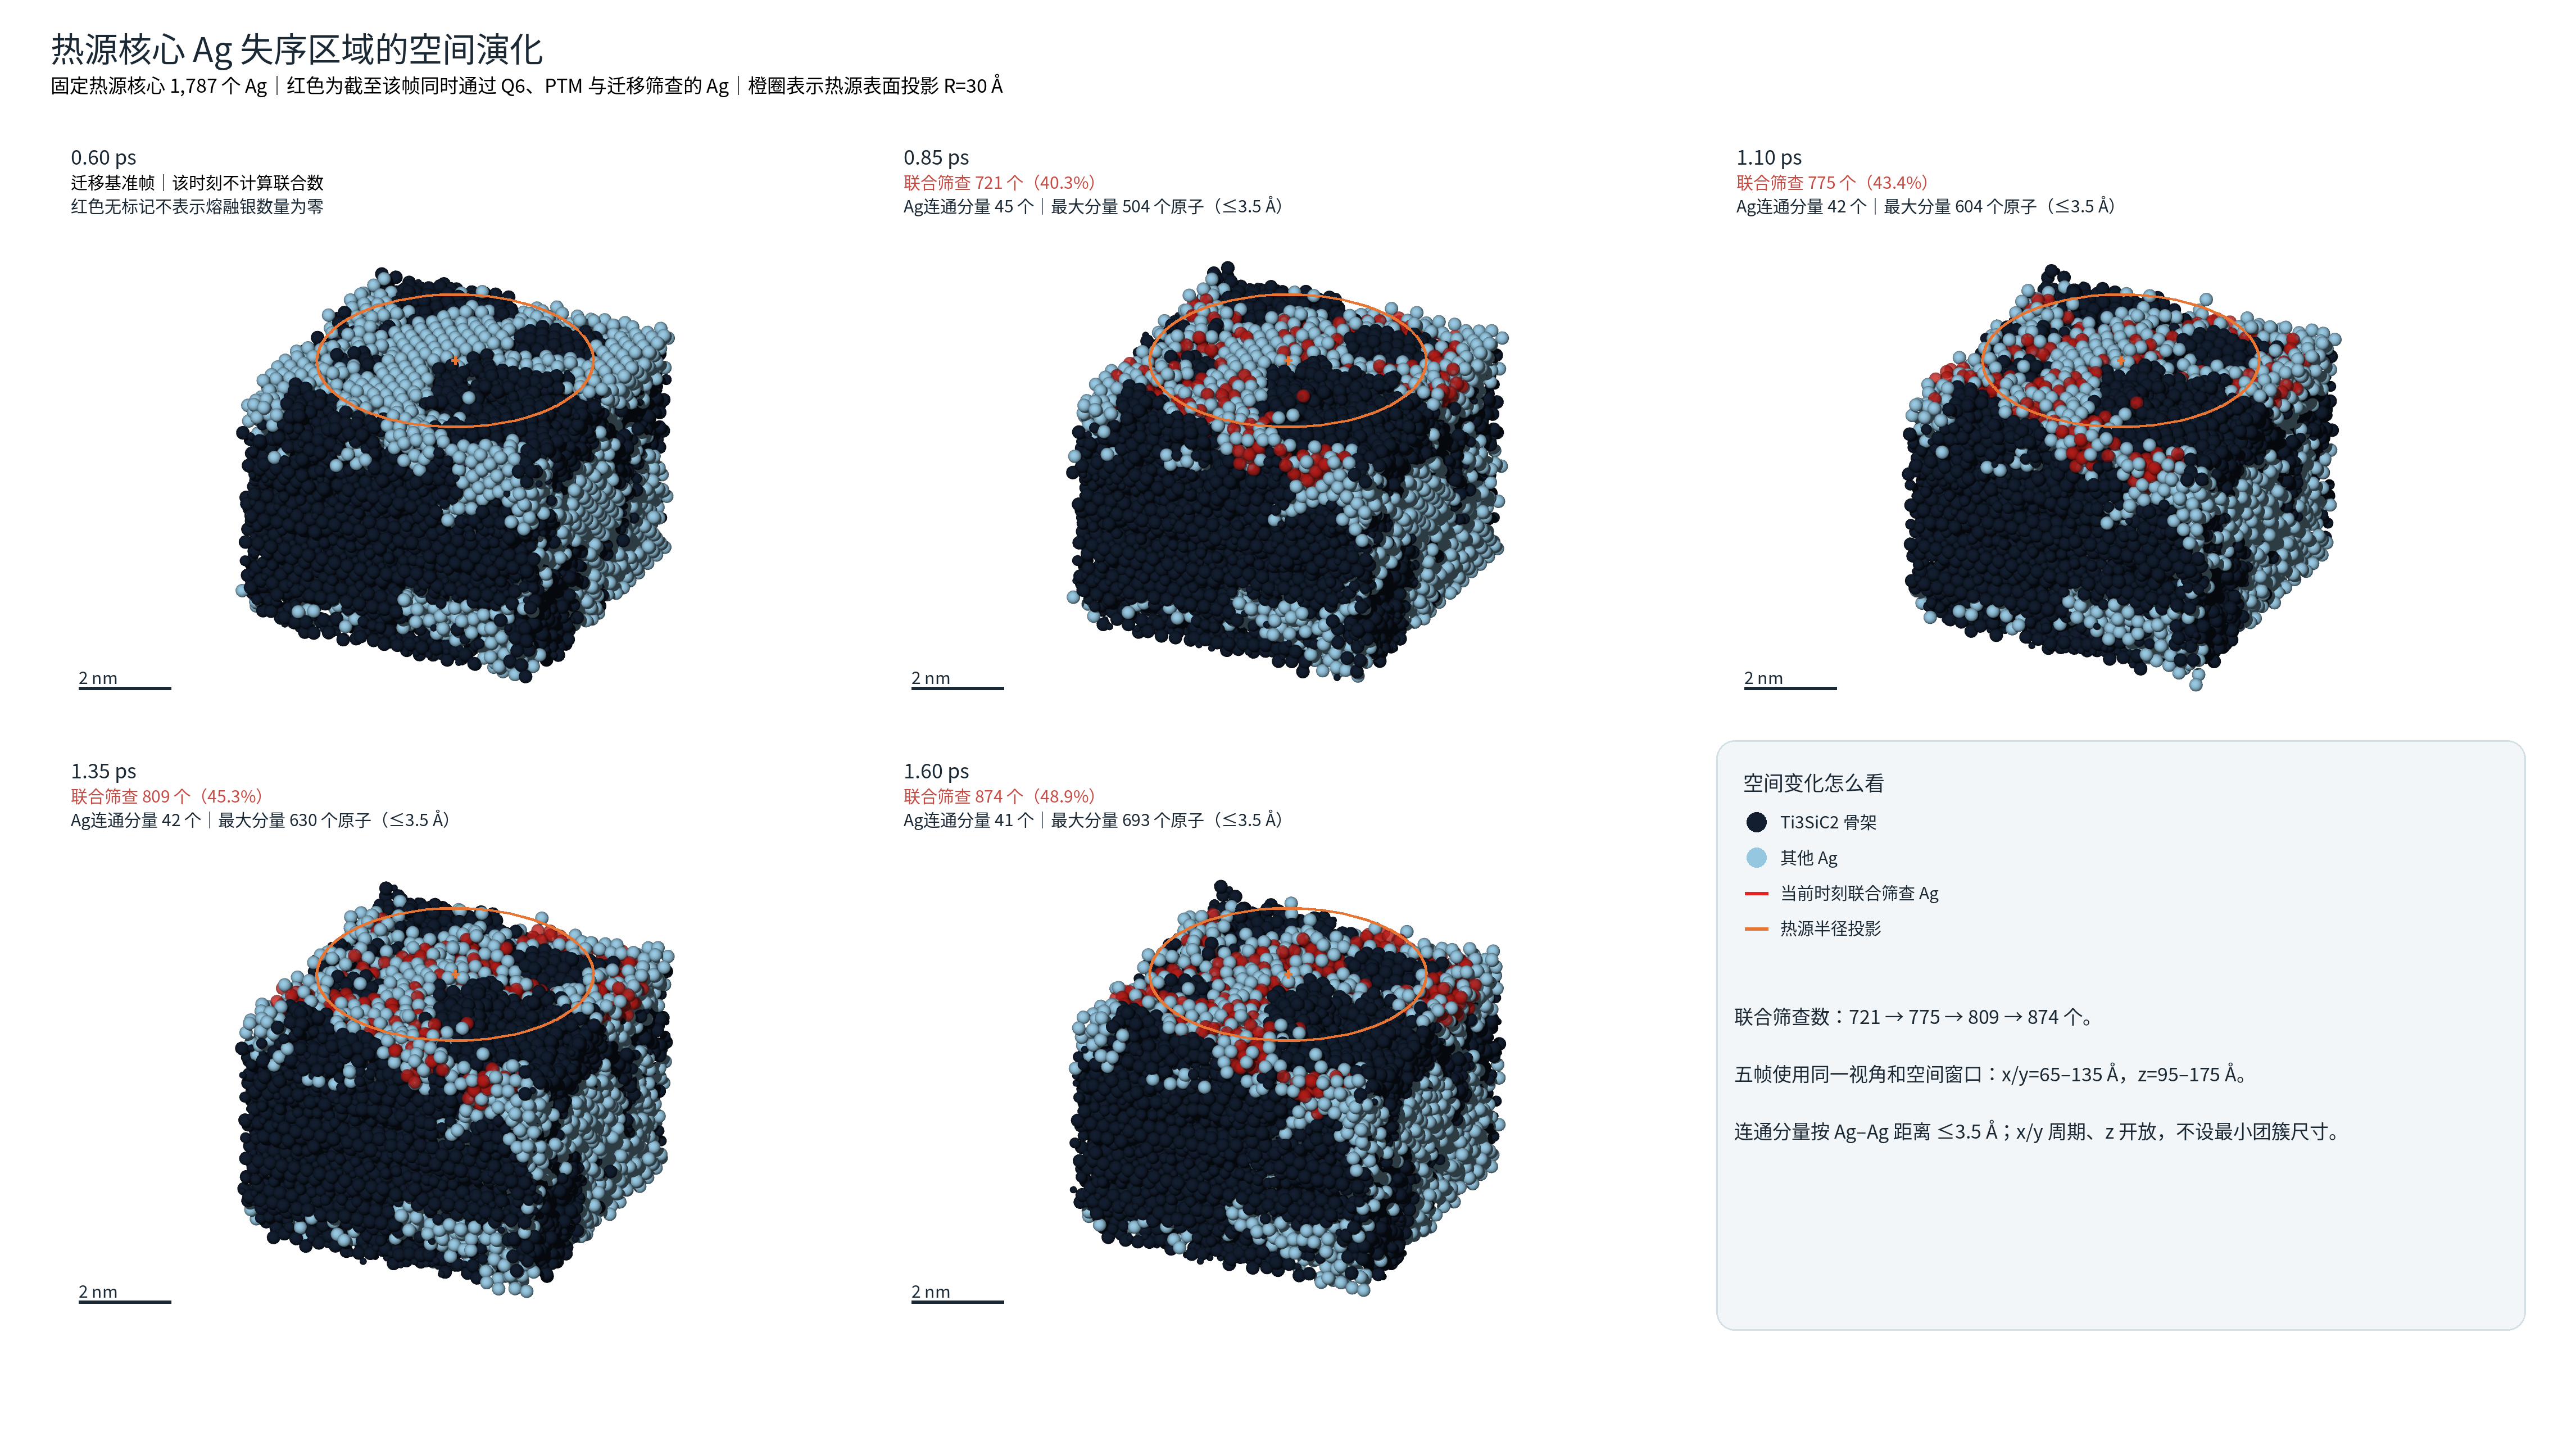 热源核心 Ag 失序区域的空间演化
固定热源核心 1,787 个 Ag｜红色为截至该帧同时通过 Q6、PTM 与迁移筛查的 Ag｜橙圈表示热源表面投影 R=30 Å
0.60 ps
迁移基准帧｜该时刻不计算联合数
红色无标记不表示熔融银数量为零
2 nm
0.85 ps
联合筛查 721 个（40.3%）
Ag连通分量 45 个｜最大分量 504 个原子（≤3.5 Å）
2 nm
1.10 ps
联合筛查 775 个（43.4%）
Ag连通分量 42 个｜最大分量 604 个原子（≤3.5 Å）
2 nm
1.35 ps
联合筛查 809 个（45.3%）
Ag连通分量 42 个｜最大分量 630 个原子（≤3.5 Å）
2 nm
1.60 ps
联合筛查 874 个（48.9%）
Ag连通分量 41 个｜最大分量 693 个原子（≤3.5 Å）
2 nm
空间变化怎么看
Ti3SiC2 骨架
其他 Ag
当前时刻联合筛查 Ag
热源半径投影
联合筛查数：721 → 775 → 809 → 874 个。
五帧使用同一视角和空间窗口：x/y=65–135 Å，z=95–175 Å。
连通分量按 Ag–Ag 距离 ≤3.5 Å；x/y 周期、z 开放，不设最小团簇尺寸。